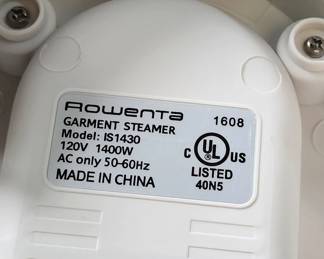 Rowenta 1608
GARMENT STEAMER
Model: IS1430
120V 1400W
AC only 50-60Hz
MADE IN CHINA
C UL US
LISTED
40N5